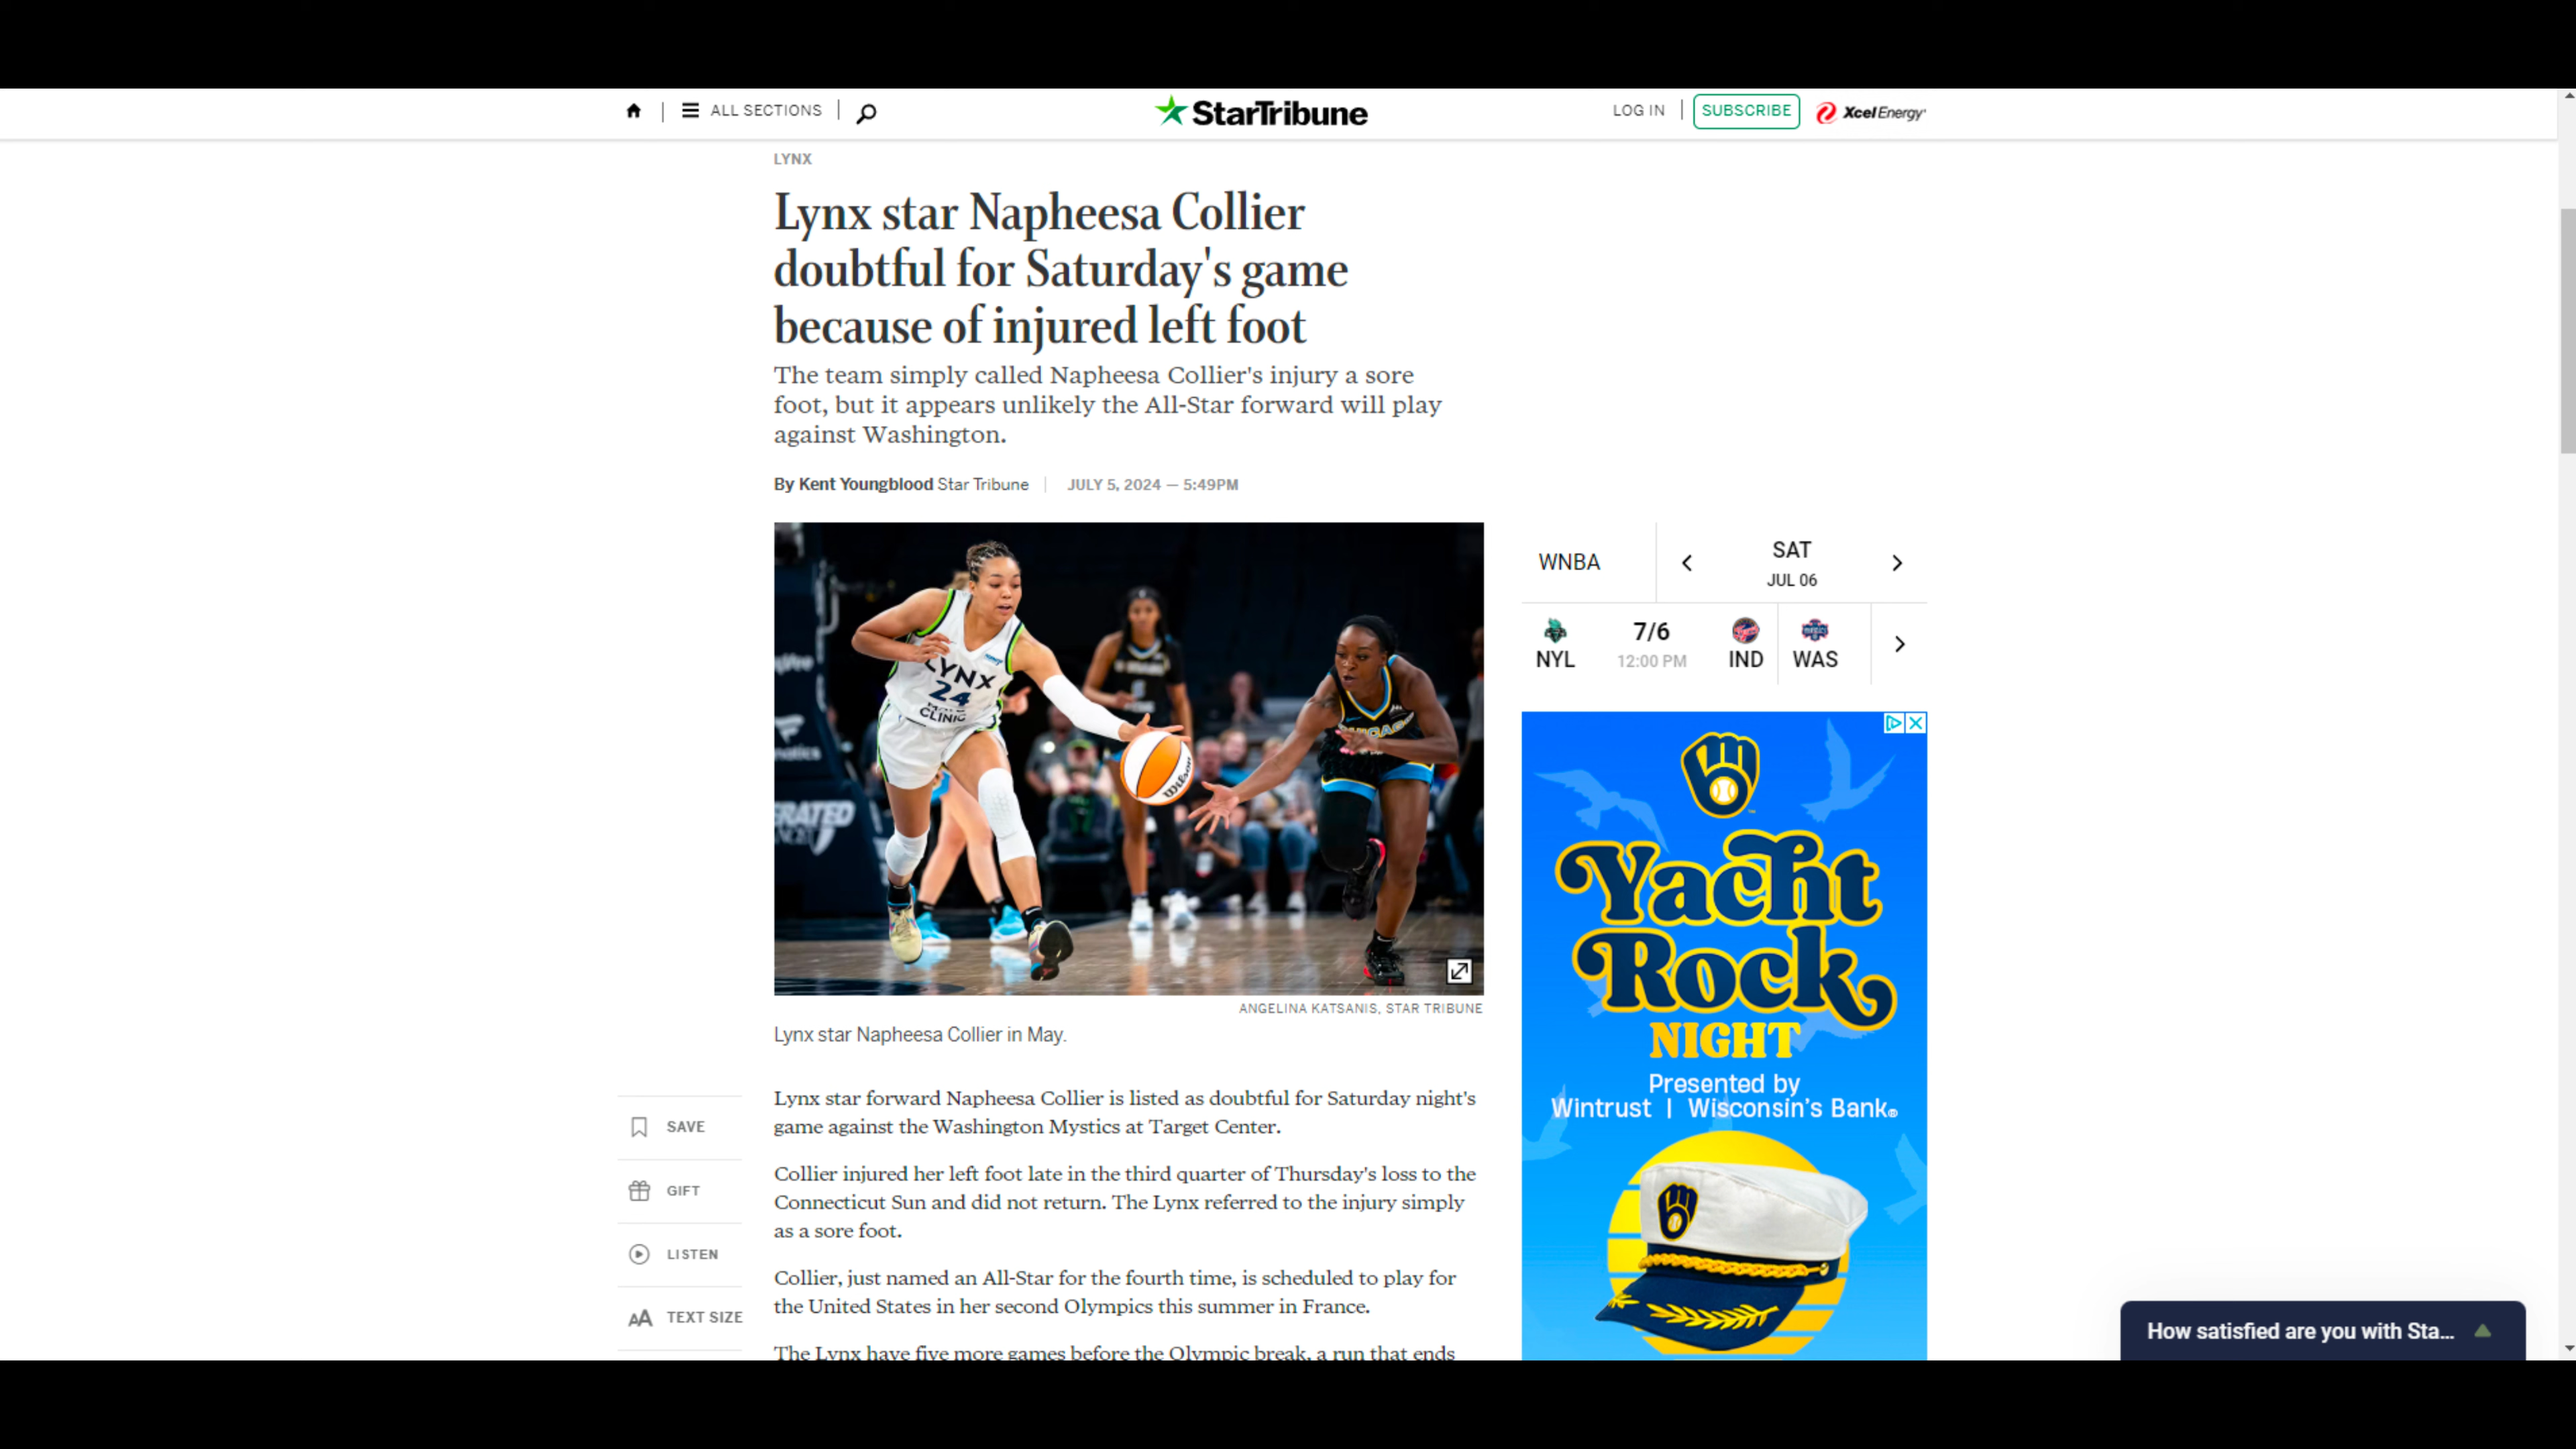 ALL SECTIONS
StarTribune
LOG IN
SUBSCRIBE
Xcel Energy
LYNX
Lynx star Napheesa Collier
doubtful for Saturday's game
because of injured left foot
The team simply called Napheesa Collier's injury a sore
foot, but it appears unlikely the All-Star forward will play
against Washington.
By Kent Youngblood Star Tribune
JULY 5, 2024 — 5:49PM
LYNX
24
CLINIC
Wilson
ANGELINA KATSANIS, STAR TRIBUNE
Lynx star Napheesa Collier in May.
SAVE
GIFT
LISTEN
AA TEXT SIZE
Lynx star forward Napheesa Collier is listed as doubtful for Saturday night's
game against the Washington Mystics at Target Center.
Collier injured her left foot late in the third quarter of Thursday's loss to the
Connecticut Sun and did not return. The Lynx referred to the injury simply
as a sore foot.
Collier, just named an All-Star for the fourth time, is scheduled to play for
the United States in her second Olympics this summer in France.
The Lynx have five more games before the Olympic break, a run that ends
WNBA
SAT
JUL 06
NYL
7/6
12:00 PM
IND
WAS
Yacht
Rock
NIGHT
Presented by
Wintrust | Wisconsin's Bank®
How satisfied are you with Sta...